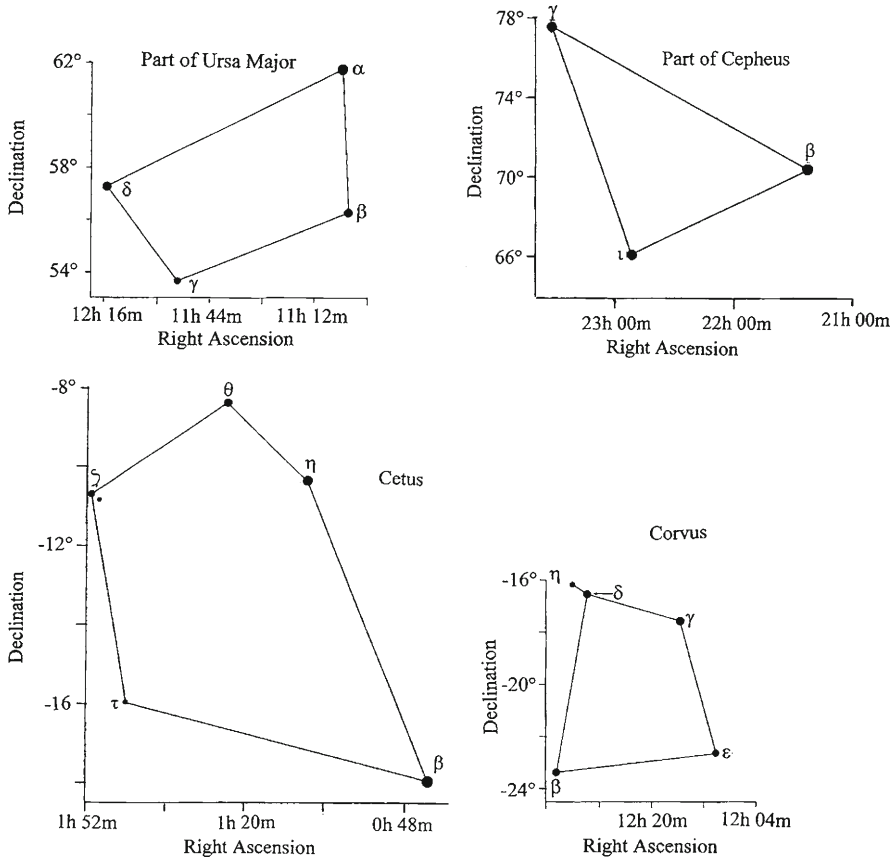 Part of Ursa Major
62°
58°
54°
Declination
α
δ
β
γ
12h 16m 11h 44m 11h 12m
Right Ascension
Part of Cepheus
78°
74°
70°
66°
Declination
γ
β
ι
23h 00m 22h 00m 21h 00m
Right Ascension
Cetus
-8°
-12°
-16
Declination
θ
η
ζ
τ
β
1h 52m 1h 20m 0h 48m
Right Ascension
Corvus
-16°
-20°
-24°
Declination
η
δ
γ
ε
β
12h 20m 12h 04m
Right Ascension